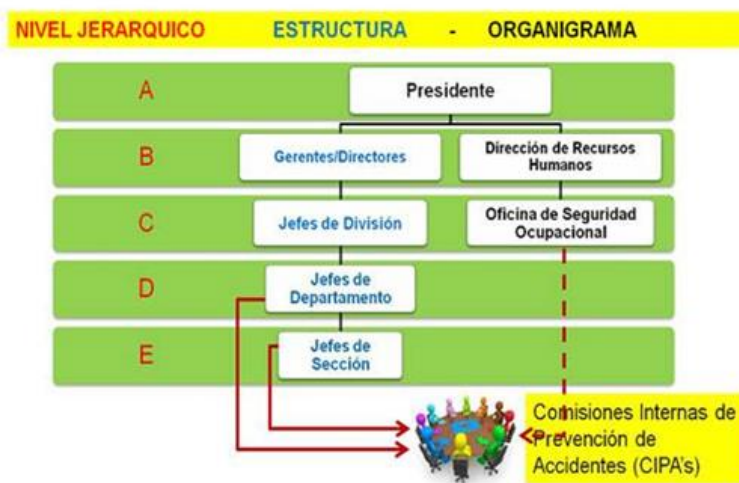 NIVEL JERARQUICO ESTRUCTURA - ORGANIGRAMA
A
Presidente
B
Gerentes/Directores
Dirección de Recursos
Humanos
C
Jefes de División
Oficina de Seguridad
Ocupacional
D
Jefes de
Departamento
E
Jefes de
Sección
Comisiones Internas de
Prevención de
Accidentes (CIPA's)